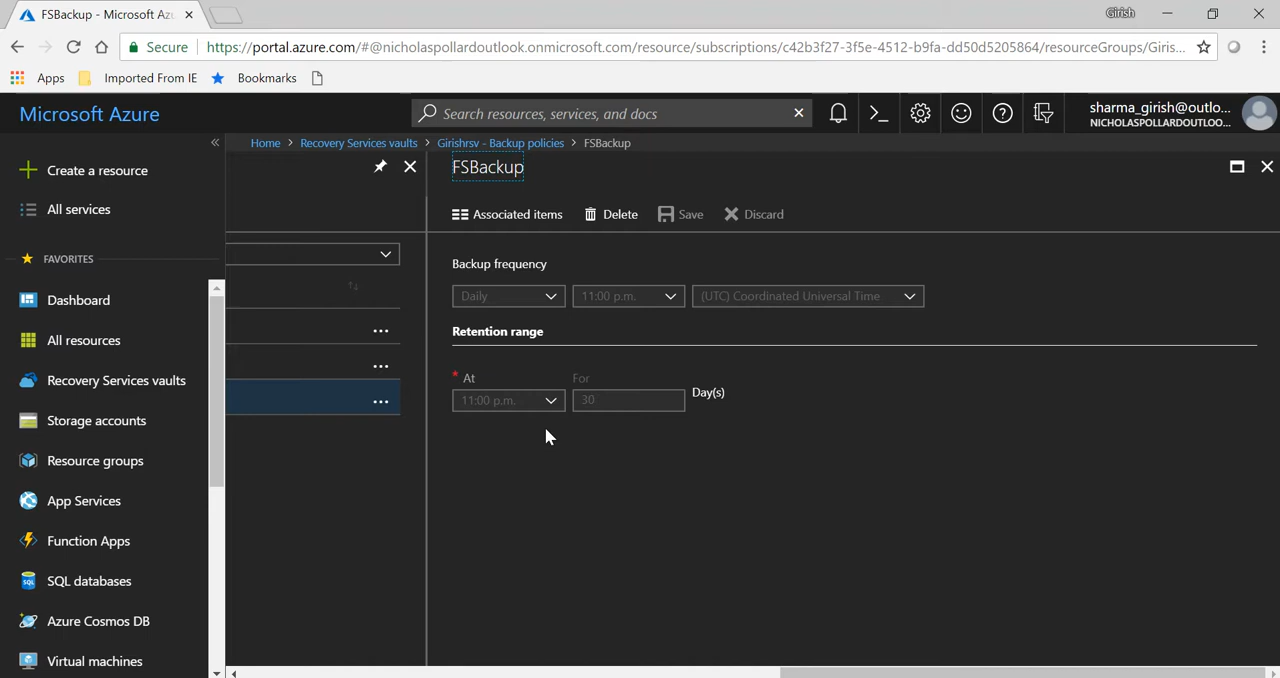 FSBackup - Microsoft Az
Girish
Secure
https://portal.azure.com/#@nicholaspollardoutlook.onmicrosoft.com/resource/subscriptions/c42b3f27-3f5e-4512-b9fa-dd50d5205864/resourceGroups/Giris...
Apps
Imported From IE
Bookmarks
Microsoft Azure
Search resources, services, and docs
sharma_girish@outlo...
NICHOLASPOLLARDOUTLOO...
Home > Recovery Services vaults > Girishrsv - Backup policies > FSBackup
Create a resource
All services
FAVORITES
Dashboard
All resources
Recovery Services vaults
Storage accounts
Resource groups
App Services
Function Apps
SQL databases
Azure Cosmos DB
Virtual machines
FSBackup
Associated items
Delete
Save
Discard
Backup frequency
Daily
11:00 p.m.
(UTC) Coordinated Universal Time
Retention range
* At
For
11:00 p.m.
30
Day(s)